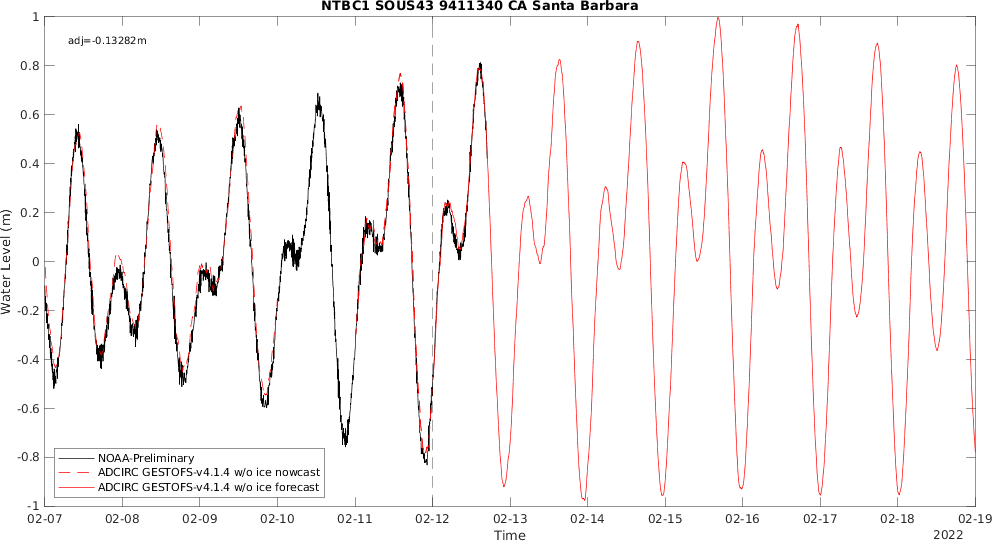 NTBC1 SOUS43 9411340 CA Santa Barbara
adj=-0.13282m
1
0.8
0.6
0.4
0.2
0
-0.2
-0.4
-0.6
-0.8
-1
Water Level (m)
NOAA-Preliminary
ADCIRC GESTOFS-v4.1.4 w/o ice nowcast
ADCIRC GESTOFS-v4.1.4 w/o ice forecast
02-07 02-08 02-09 02-10 02-11 02-12 02-13 02-14 02-15 02-16 02-17 02-18 02-19
Time
2022